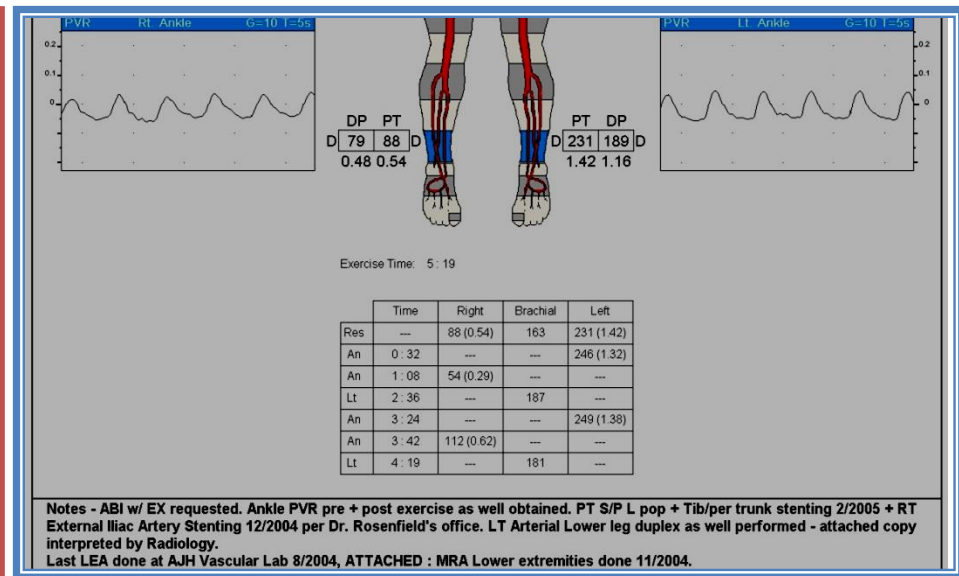 PVR Rt. Ankle G=10 T=5s
PVR Lt. Ankle G=10 T=5s
0.2
0.1
0
0.2
0.1
0
DP PT
D 79 88 D
0.48 0.54
PT DP
D 231 189 D
1.42 1.16
Exercise Time: 5 : 19
Time Right Brachial Left
Res --- 88 (0.54) 163 231 (1.42)
An 0 : 32 --- --- 246 (1.32)
An 1 : 08 54 (0.29) --- ---
Lt 2 : 36 --- 187 ---
An 3 : 24 --- --- 249 (1.38)
An 3 : 42 112 (0.62) --- ---
Lt 4 : 19 --- 181 ---
Notes - ABI w/ EX requested. Ankle PVR pre + post exercise as well obtained. PT S/P L pop + Tib/per trunk stenting 2/2005 + RT
External Iliac Artery Stenting 12/2004 per Dr. Rosenfield's office. LT Arterial Lower leg duplex as well performed - attached copy
interpreted by Radiology.
Last LEA done at AJH Vascular Lab 8/2004, ATTACHED : MRA Lower extremities done 11/2004.